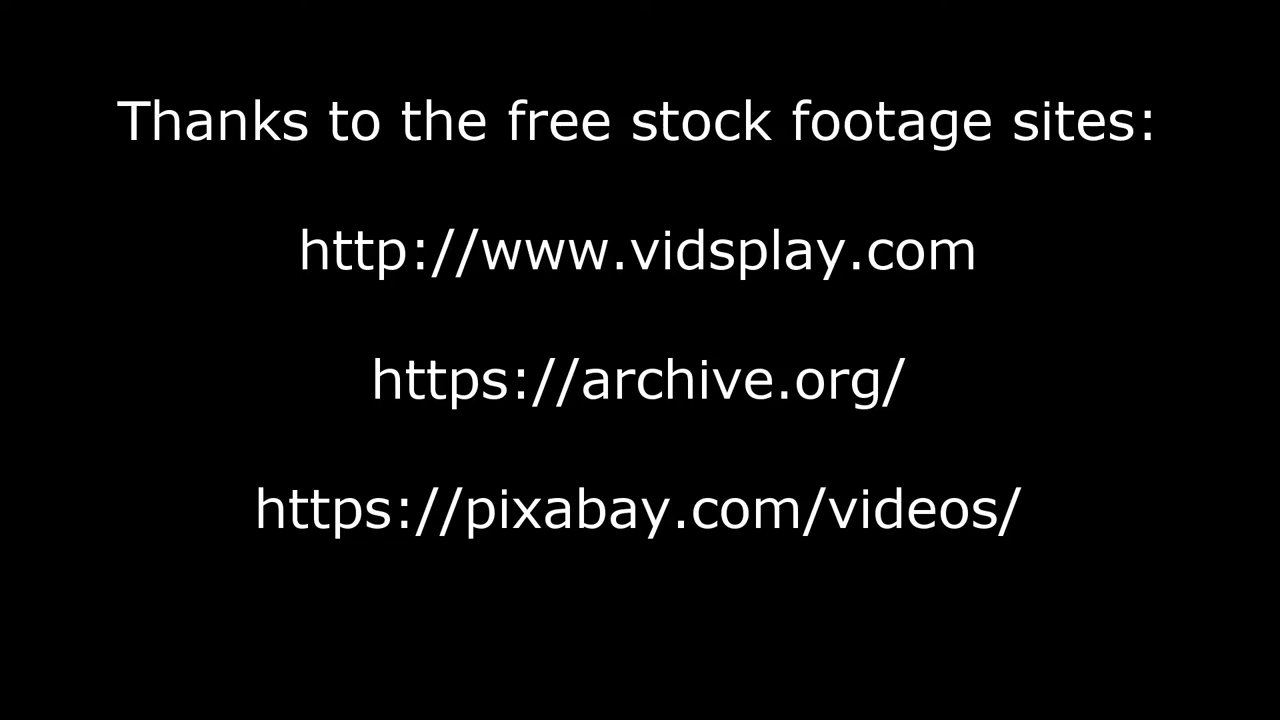 Thanks to the free stock footage sites:
http://www.vidsplay.com
https://archive.org/
https://pixabay.com/videos/